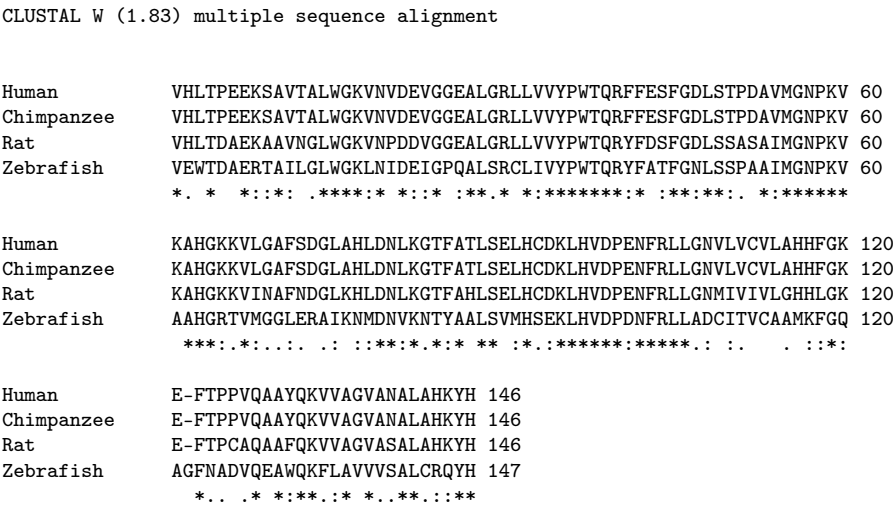 CLUSTAL W (1.83) multiple sequence alignment
Human VHLTPEEKSAVTALWGKVNVDEVGGEALGRLLVVYPWTQRFFESFGDLSTPDAVMGNPKV 60
Chimpanzee VHLTPEEKSAVTALWGKVNVDEVGGEALGRLLVVYPWTQRFFESFGDLSTPDAVMGNPKV 60
Rat VHLTDAEKAAVNGLWGKVNPDDVGGEALGRLLVVYPWTQRYFDSFGDLSSASAIMGNPKV 60
Zebrafish VEWTDAERTAILGLWGKLNIDEIGPQALSRCLIVYPWTQRYFATFGNLSSPAAIMGNPKV 60
*. * *::*: .****:* *::* :**.* *:*******:* :**:**:. *:******
Human KAHGKKVLGAFSDGLAHLDNLKGTFATLSELHCDKLHVDPENFRLLGNVLVCVLAHHFGK 120
Chimpanzee KAHGKKVLGAFSDGLAHLDNLKGTFATLSELHCDKLHVDPENFRLLGNVLVCVLAHHFGK 120
Rat KAHGKKVINAFNDGLKHLDNLKGTFAHLSELHCDKLHVDPENFRLLGNMIVIVLGHHLGK 120
Zebrafish AAHGRTVMGGLERAIKNMDNVKNTYAALSVMHSEKLHVDPDNFRLLADCITVCAAMKFGQ 120
***:.*:..:. .: ::**:*.*:* ** :*.:******:*****.: :. . ::*:
Human E-FTPPVQAAYQKVVAGVANALAHKYH 146
Chimpanzee E-FTPPVQAAYQKVVAGVANALAHKYH 146
Rat E-FTPCAQAAFQKVVAGVASALAHKYH 146
Zebrafish AGFNADVQEAWQKFLAVVVSALCRQYH 147
*.. .* *:**.:* *..**.::**